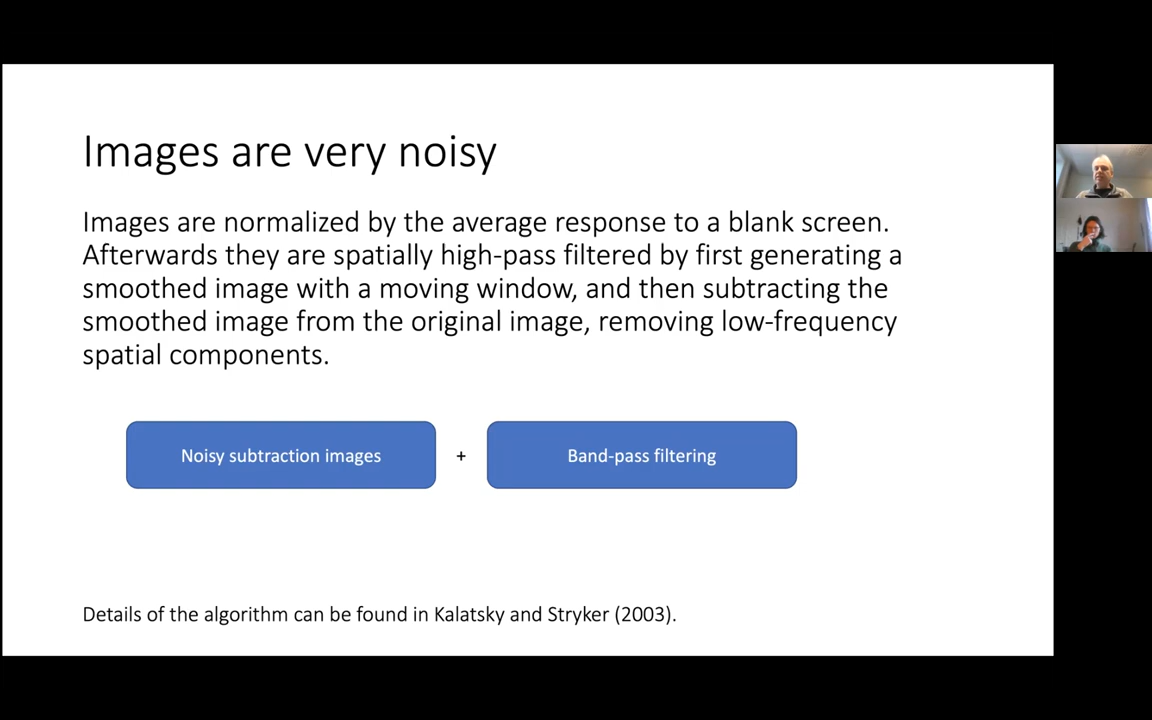 Images are very noisy
Images are normalized by the average response to a blank screen.
Afterwards they are spatially high-pass filtered by first generating a
smoothed image with a moving window, and then subtracting the
smoothed image from the original image, removing low-frequency
spatial components.
Noisy subtraction images + Band-pass filtering
Details of the algorithm can be found in Kalatsky and Stryker (2003).